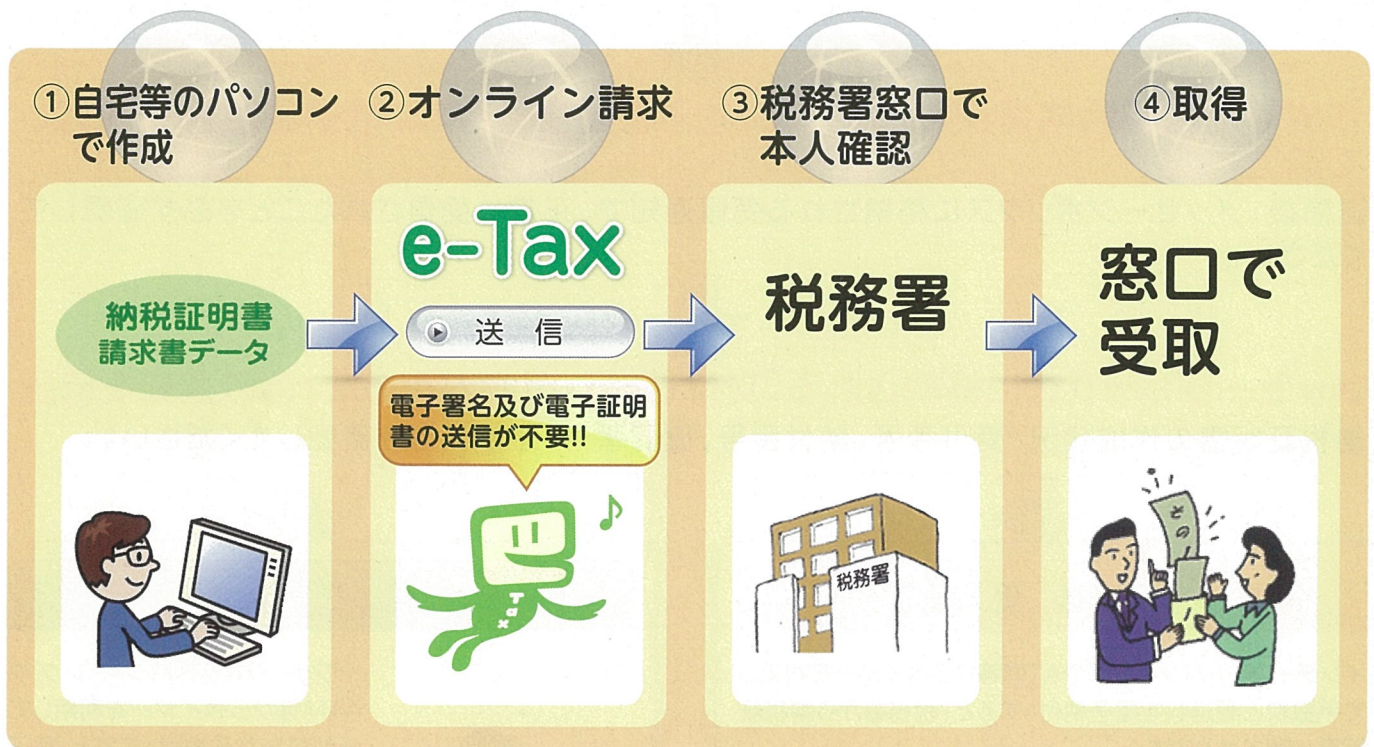 ①自宅等のパソコン
で作成
②オンライン請求
③税務署窓口で
本人確認
④取得
納税証明書
請求書データ
e-Tax
送 信
電子署名及び電子証明
書の送信が不要!!
Tax
税務署
税務署
窓口で
受取
その1